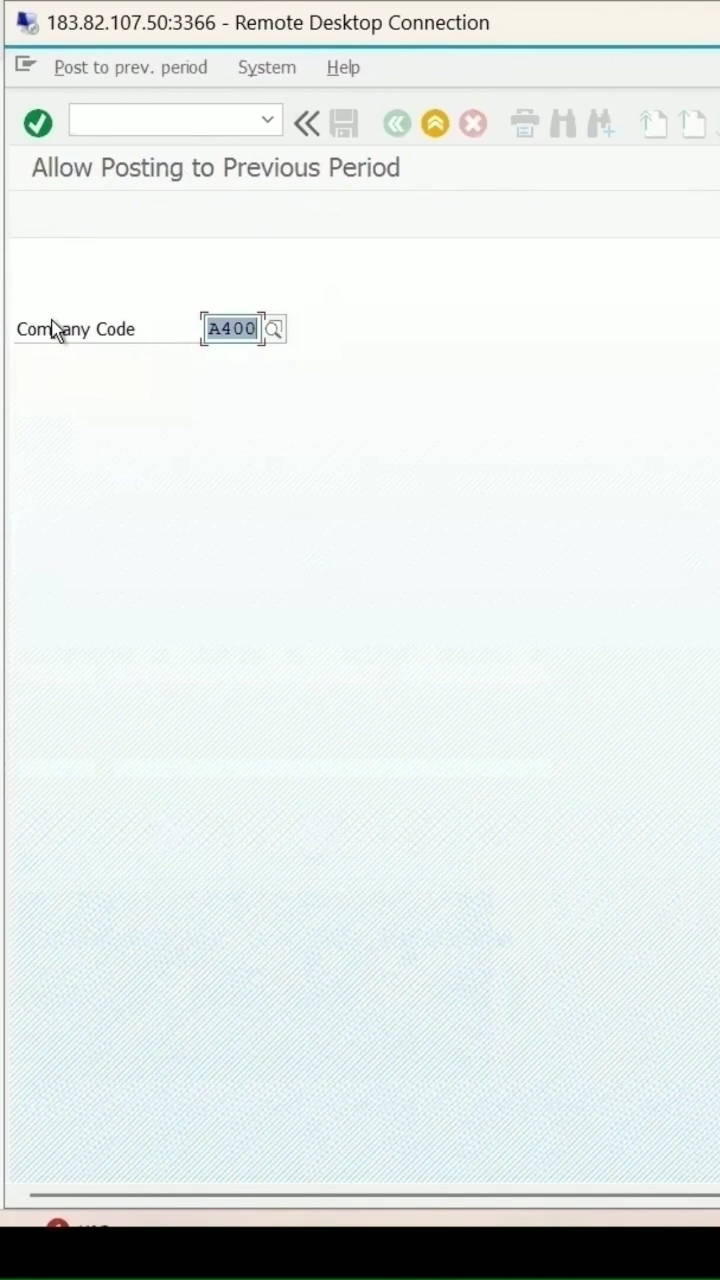 183.82.107.50:3366 - Remote Desktop Connection
Post to prev. period System Help
Allow Posting to Previous Period
Company Code A400